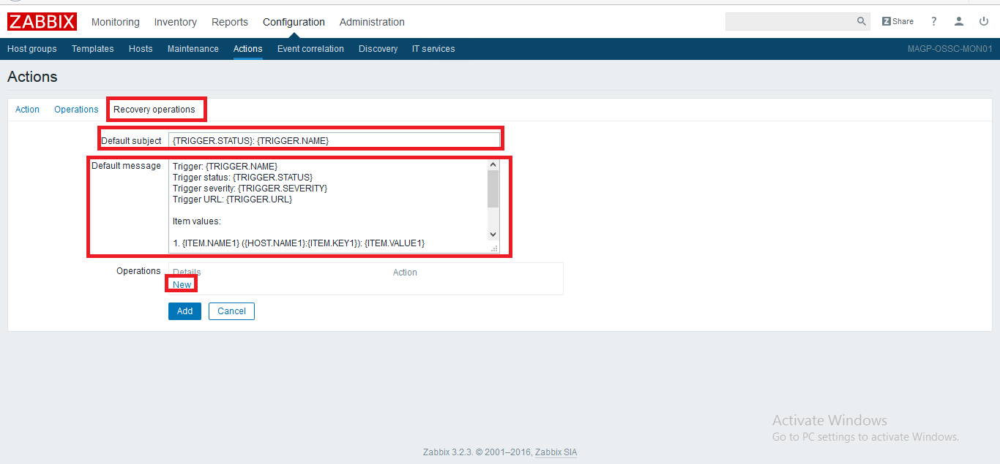 ZABBIX Monitoring Inventory Reports Configuration Administration Z Share ?
Host groups Templates Hosts Maintenance Actions Event correlation Discovery IT services MAGP-OSSC-MON01
Actions
Action Operations Recovery operations
Default subject {TRIGGER.STATUS}: {TRIGGER.NAME}
Default message Trigger: {TRIGGER.NAME}
Trigger status: {TRIGGER.STATUS}
Trigger severity: {TRIGGER.SEVERITY}
Trigger URL: {TRIGGER.URL}
Item values:
1. {ITEM.NAME1} ({HOST.NAME1}:{ITEM.KEY1}): {ITEM.VALUE1}
Operations Details Action
New
Add Cancel
Activate Windows
Go to PC settings to activate Windows.
Zabbix 3.2.3. © 2001–2016, Zabbix SIA